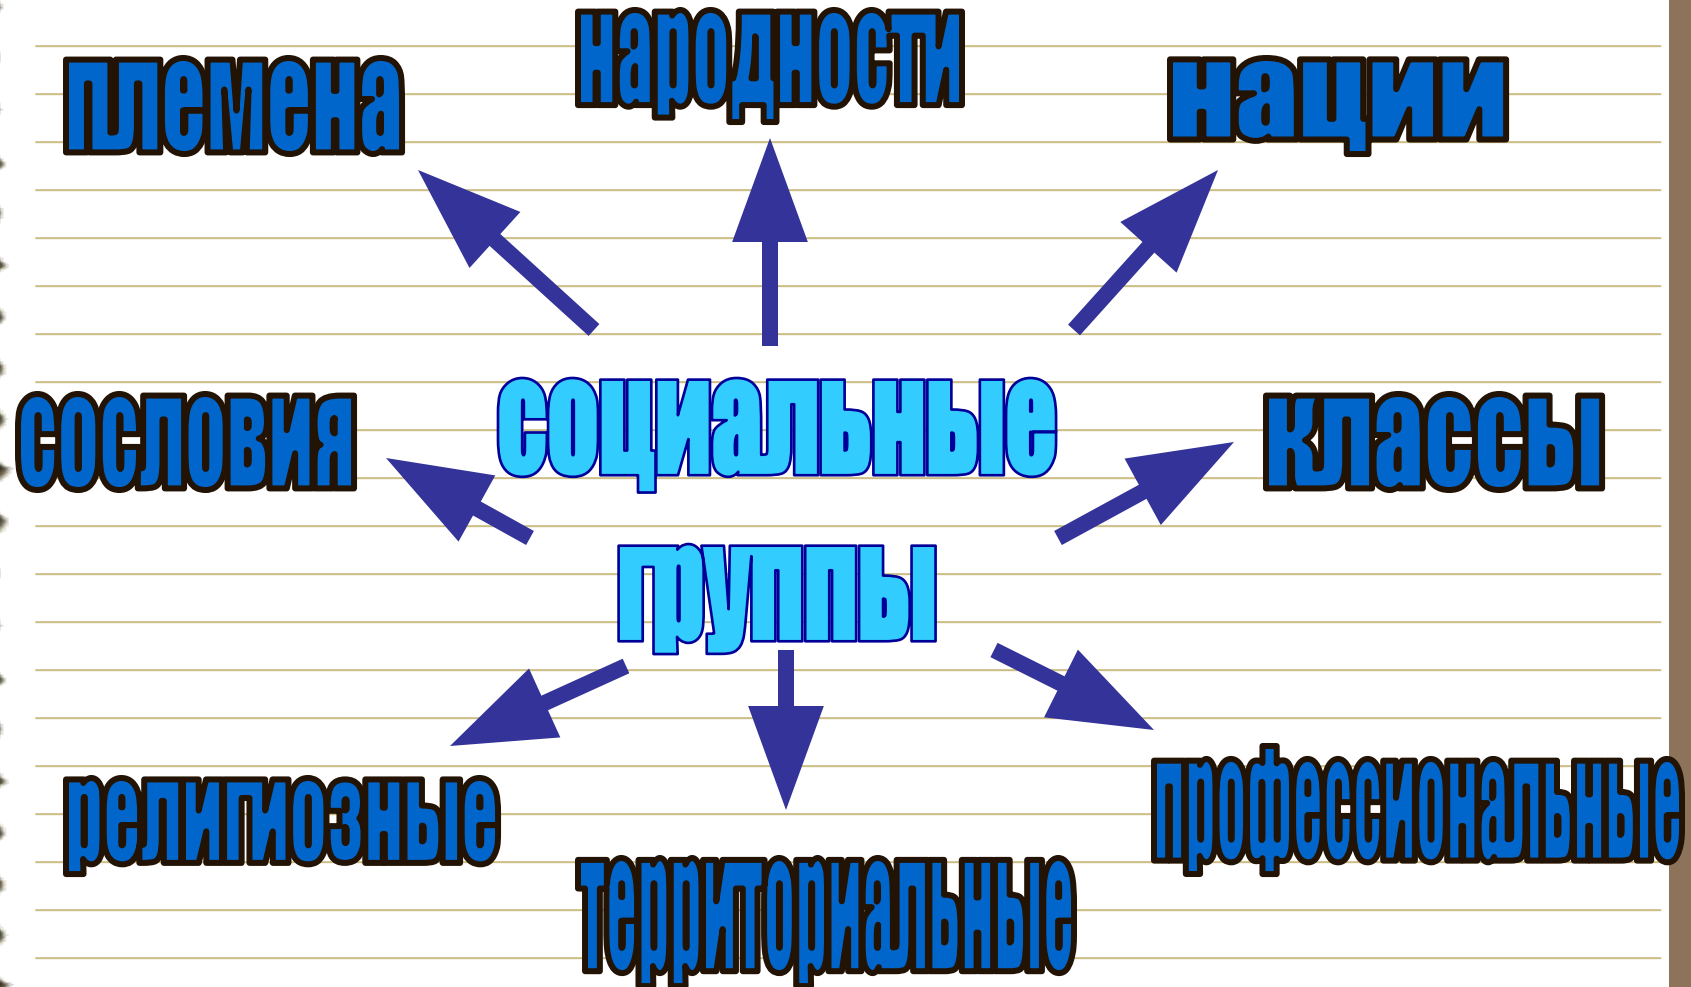 племена
народности
нации
сословия
социальные
группы
классы
религиозные
территориальные
профессиональные